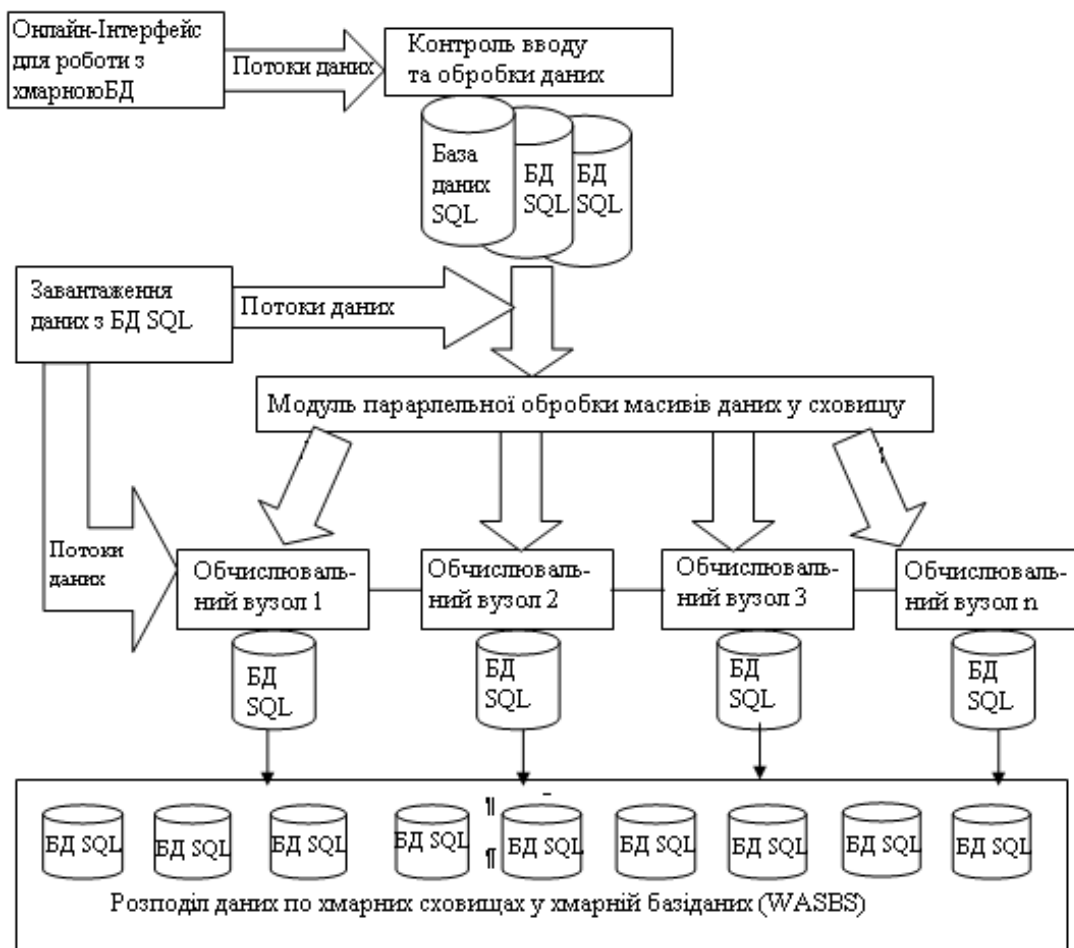 Онлайн-Інтерфейс
для роботи з
хмарноюБД
Потоки даних
Контроль вводу
та обробки даних
База
даних
SQL
БД
SQL
БД
SQL
Завантаження
даних з БД SQL
Потоки даних
Модуль парарлельної обробки масивів даних у сховищу
Потоки
даних
Обчислюваль-
ний вузол 1
Обчислюваль-
ний вузол 2
Обчислюваль-
ний вузол 3
Обчислюваль-
ний вузол n
БД
SQL
БД
SQL
БД
SQL
БД
SQL
¶
¶
БД SQL
БД SQL
БД SQL
БД SQL
БД SQL
БД SQL
БД SQL
БД SQL
БД SQL
Розподіл даних по хмарних сховищах у хмарній базіданих (WASBS)